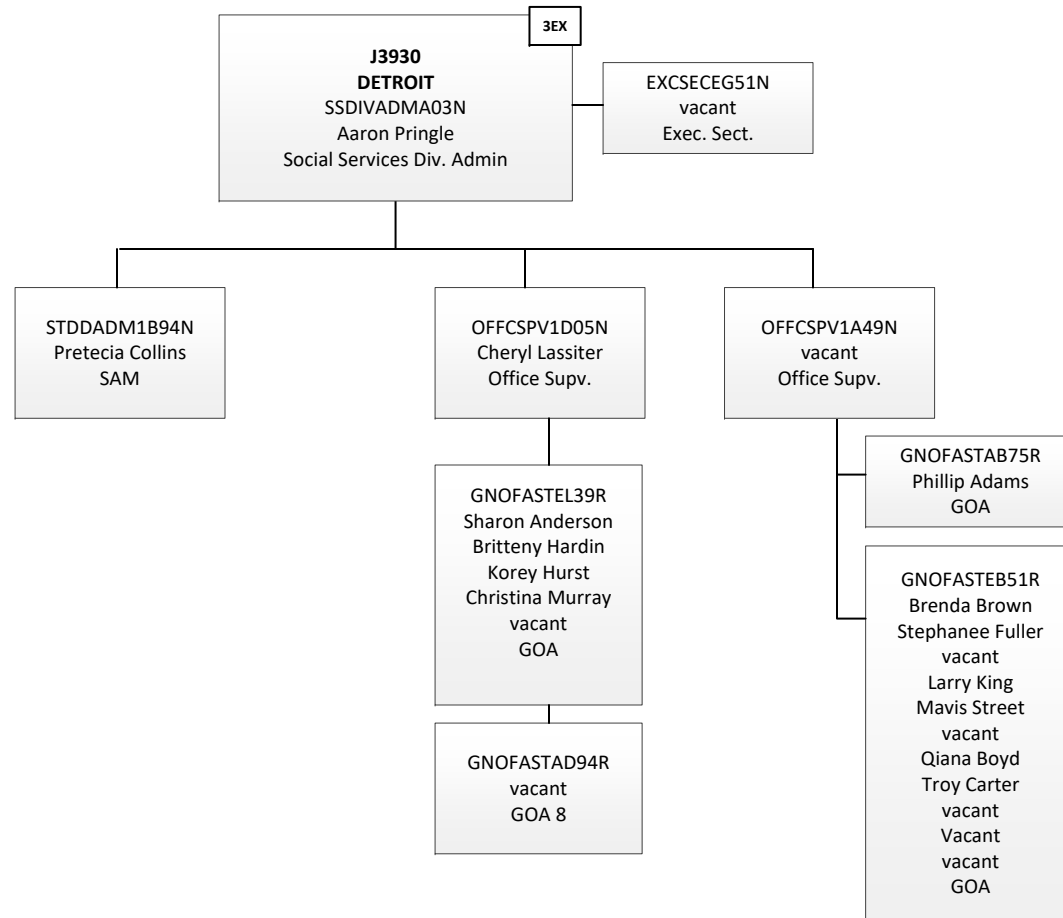 3EX
J3930
DETROIT
SSDIVADMA03N
Aaron Pringle
Social Services Div. Admin
EXCSECEG51N
vacant
Exec. Sect.
STDDADM1B94N
Pretecia Collins
SAM
OFFCSPV1D05N
Cheryl Lassiter
Office Supv.
OFFCSPV1A49N
vacant
Office Supv.
GNOFASTEL39R
Sharon Anderson
Britteny Hardin
Korey Hurst
Christina Murray
vacant
GOA
GNOFASTAD94R
vacant
GOA 8
GNOFASTAB75R
Phillip Adams
GOA
GNOFASTEB51R
Brenda Brown
Stephanee Fuller
vacant
Larry King
Mavis Street
vacant
Qiana Boyd
Troy Carter
vacant
Vacant
vacant
GOA